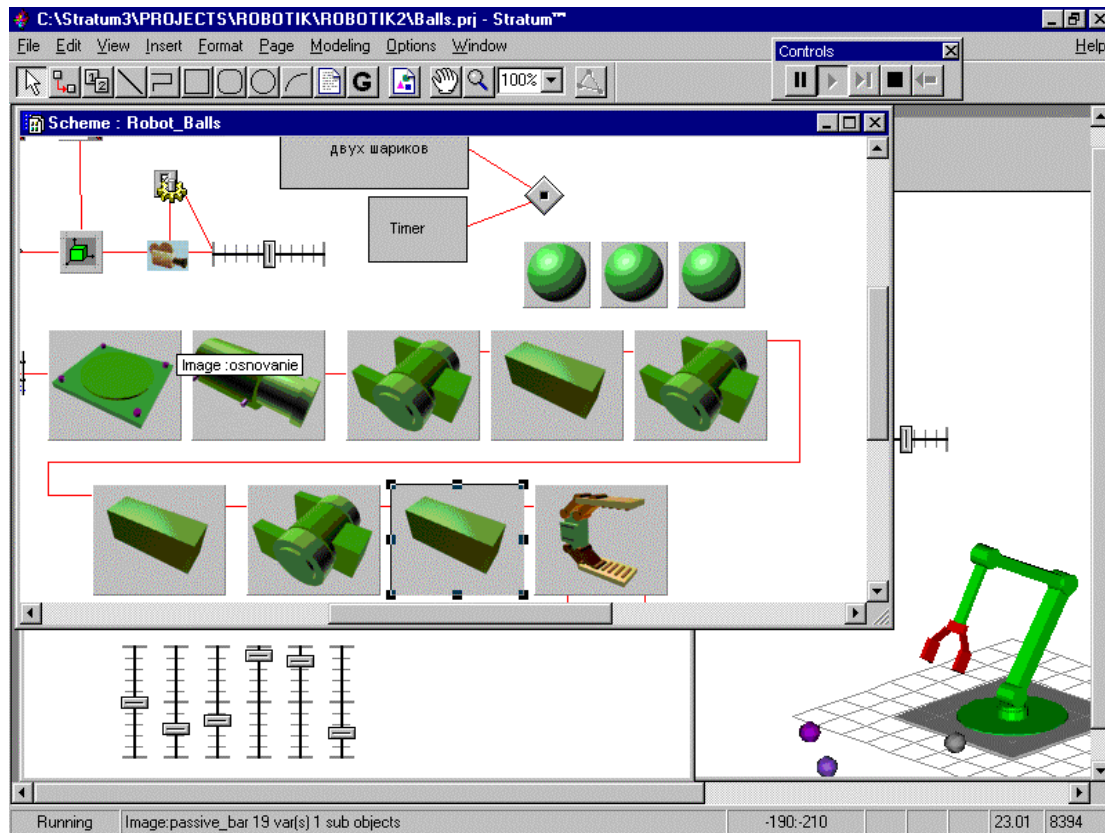 C:\Stratum3\PROJECTS\ROBOTIK\ROBOTIK2\Balls.prj - Stratum™
File Edit View Insert Format Page Modeling Options Window Help
Controls
1 2 G 100%
Scheme : Robot_Balls
двух шариков
Timer
Image :osnovanie
Running Image:passive_bar 19 var(s) 1 sub objects -190:-210 23.01 8394